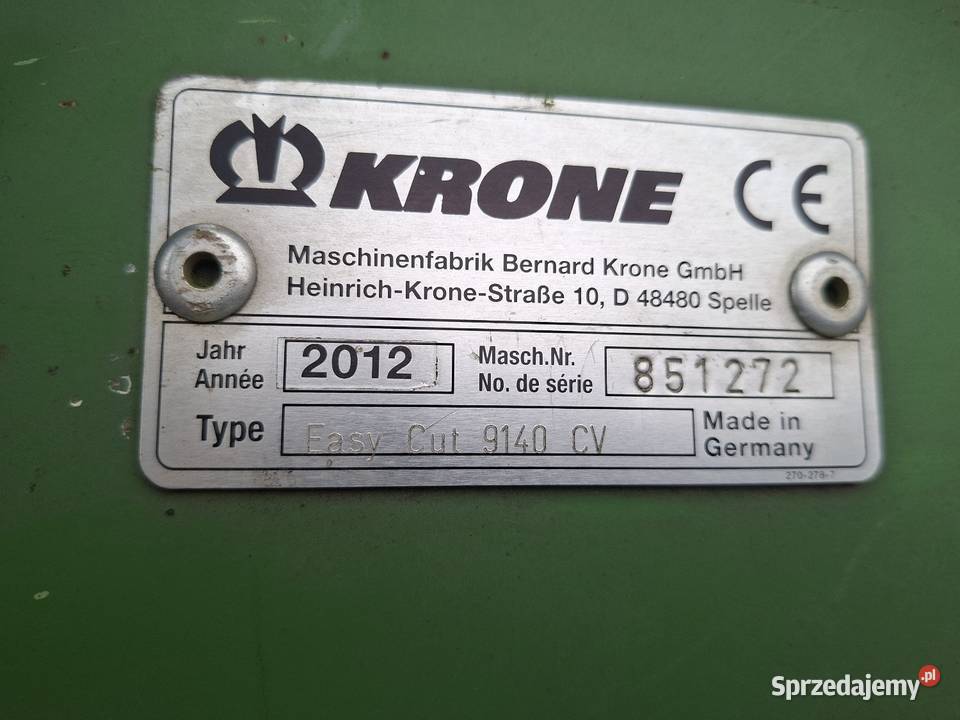 KRONE CE
Maschinenfabrik Bernard Krone GmbH
Heinrich-Krone-Straße 10, D 48480 Spelle
Jahr
Année
2012
Masch.Nr.
No. de série
851272
Type
Easy Cut 9140 CV
Made in
Germany
270-278-7
Sprzedajemy.pl